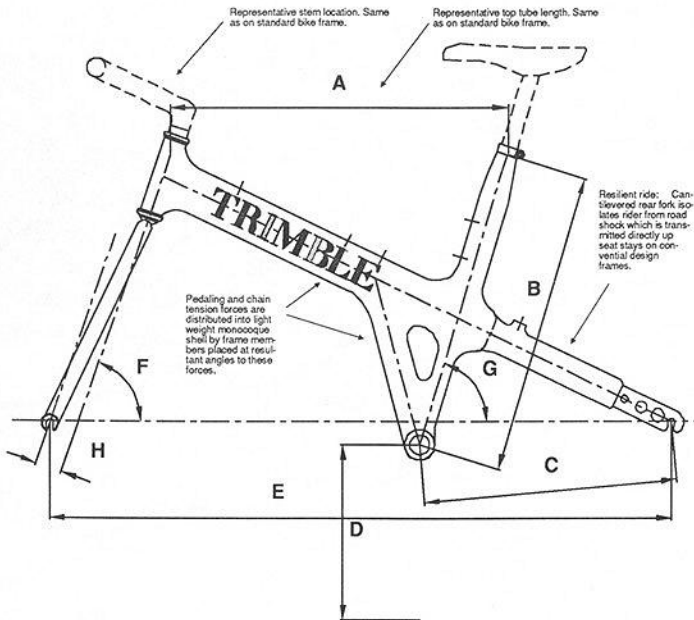 Representative stem location. Same
as on standard bike frame.
Representative top tube length. Same
as on standard bike frame.
A
TRIMBLE
Resilient ride: Can-
tilevered rear fork iso-
lates rider from road
shock which is trans-
mitted directly up
seat stays on con-
vential design
frames.
B
Pedaling and chain
tension forces are
distributed into light
weight monocoque
shell by frame mem-
bers placed at resul-
tant angles to these
forces.
F
G
H
C
E
D